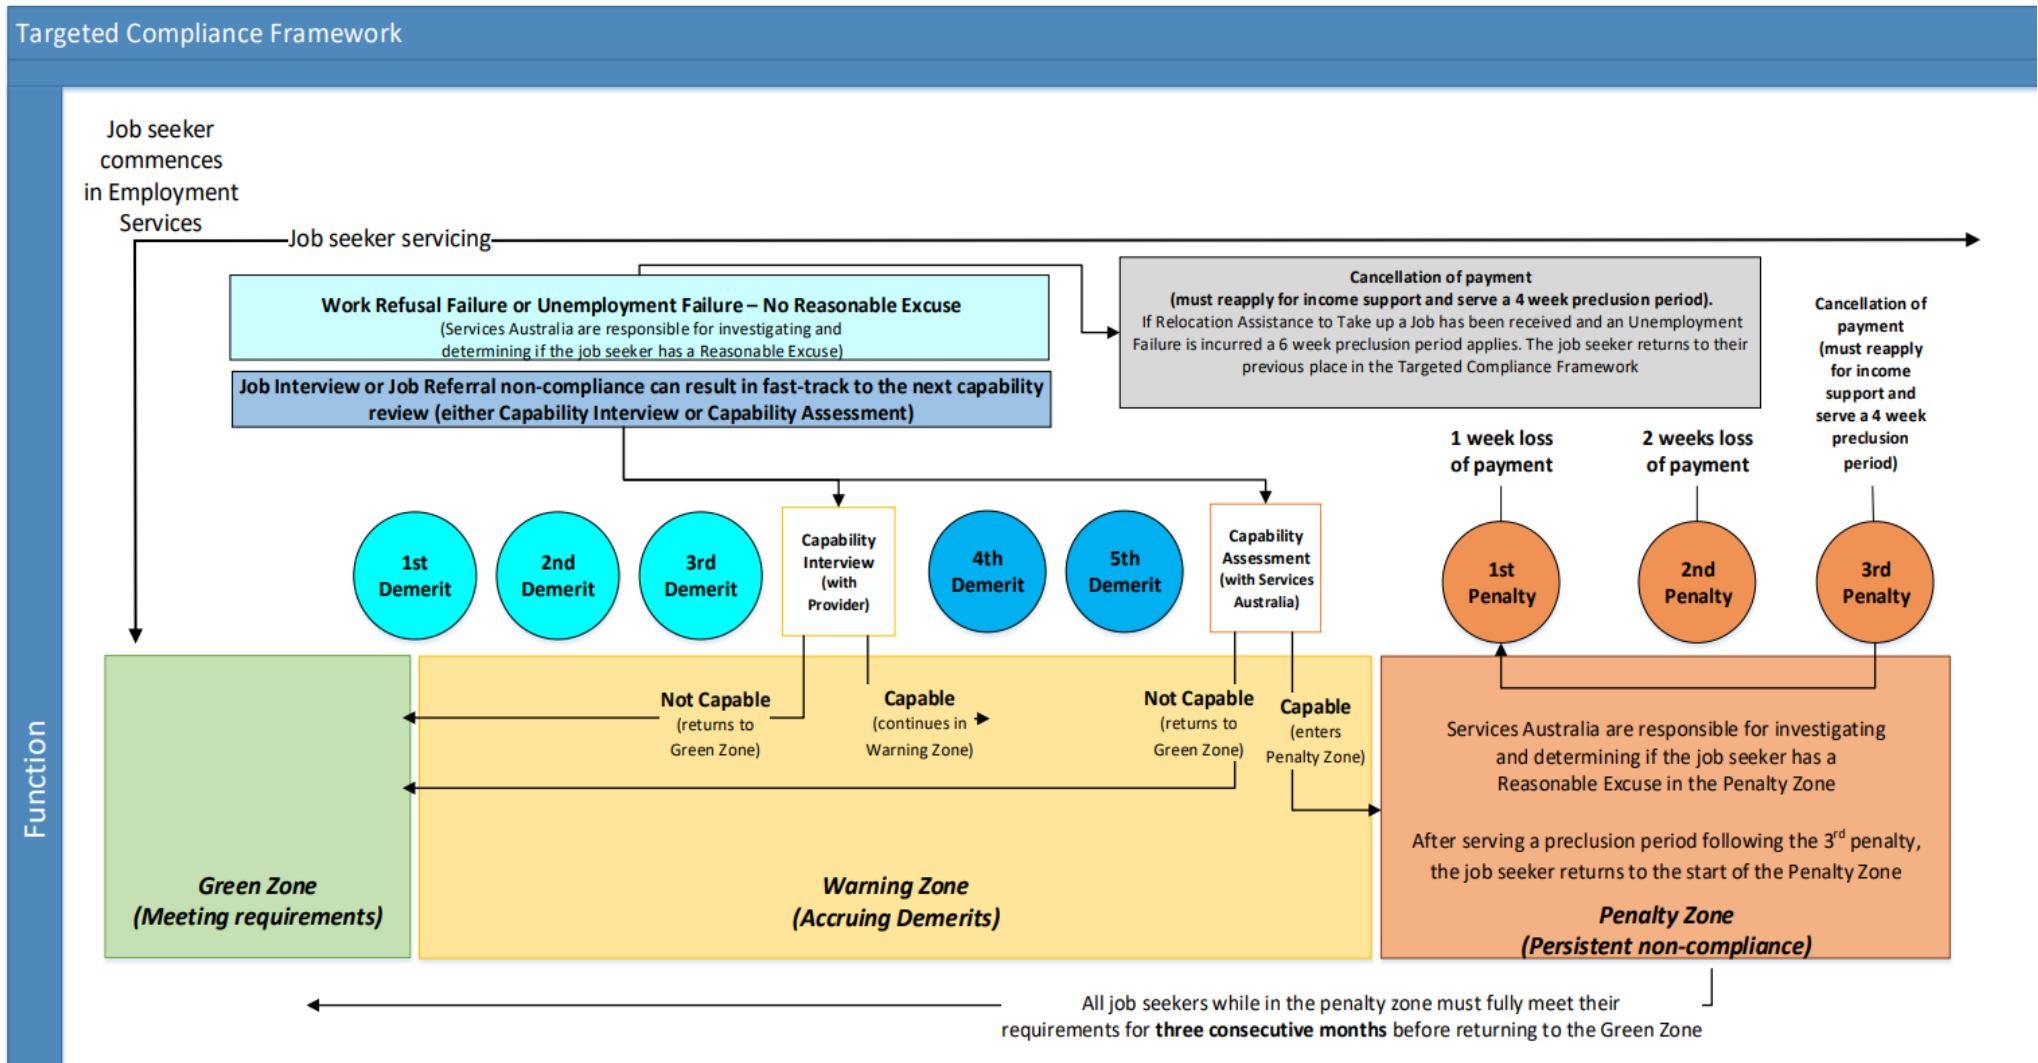 Targeted Compliance Framework
Function
Job seeker
commences
in Employment
Services
Job seeker servicing
Work Refusal Failure or Unemployment Failure – No Reasonable Excuse
(Services Australia are responsible for investigating and
determining if the job seeker has a Reasonable Excuse)
Job Interview or Job Referral non-compliance can result in fast-track to the next capability
review (either Capability Interview or Capability Assessment)
Cancellation of payment
(must reapply for income support and serve a 4 week preclusion period).
If Relocation Assistance to Take up a Job has been received and an Unemployment
Failure is incurred a 6 week preclusion period applies. The job seeker returns to their
previous place in the Targeted Compliance Framework
1st
Demerit
2nd
Demerit
3rd
Demerit
Capability
Interview
(with
Provider)
4th
Demerit
5th
Demerit
Capability
Assessment
(with Services
Australia)
1 week loss
of payment
1st
Penalty
2 weeks loss
of payment
2nd
Penalty
Cancellation of
payment
(must reapply
for income
support and
serve a 4 week
preclusion
period)
3rd
Penalty
Not Capable
(returns to
Green Zone)
Capable
(continues in
Warning Zone)
Not Capable
(returns to
Green Zone)
Capable
(enters
Penalty Zone)
Green Zone
(Meeting requirements)
Warning Zone
(Accruing Demerits)
Services Australia are responsible for investigating
and determining if the job seeker has a
Reasonable Excuse in the Penalty Zone
After serving a preclusion period following the 3rd penalty,
the job seeker returns to the start of the Penalty Zone
Penalty Zone
(Persistent non-compliance)
All job seekers while in the penalty zone must fully meet their
requirements for three consecutive months before returning to the Green Zone